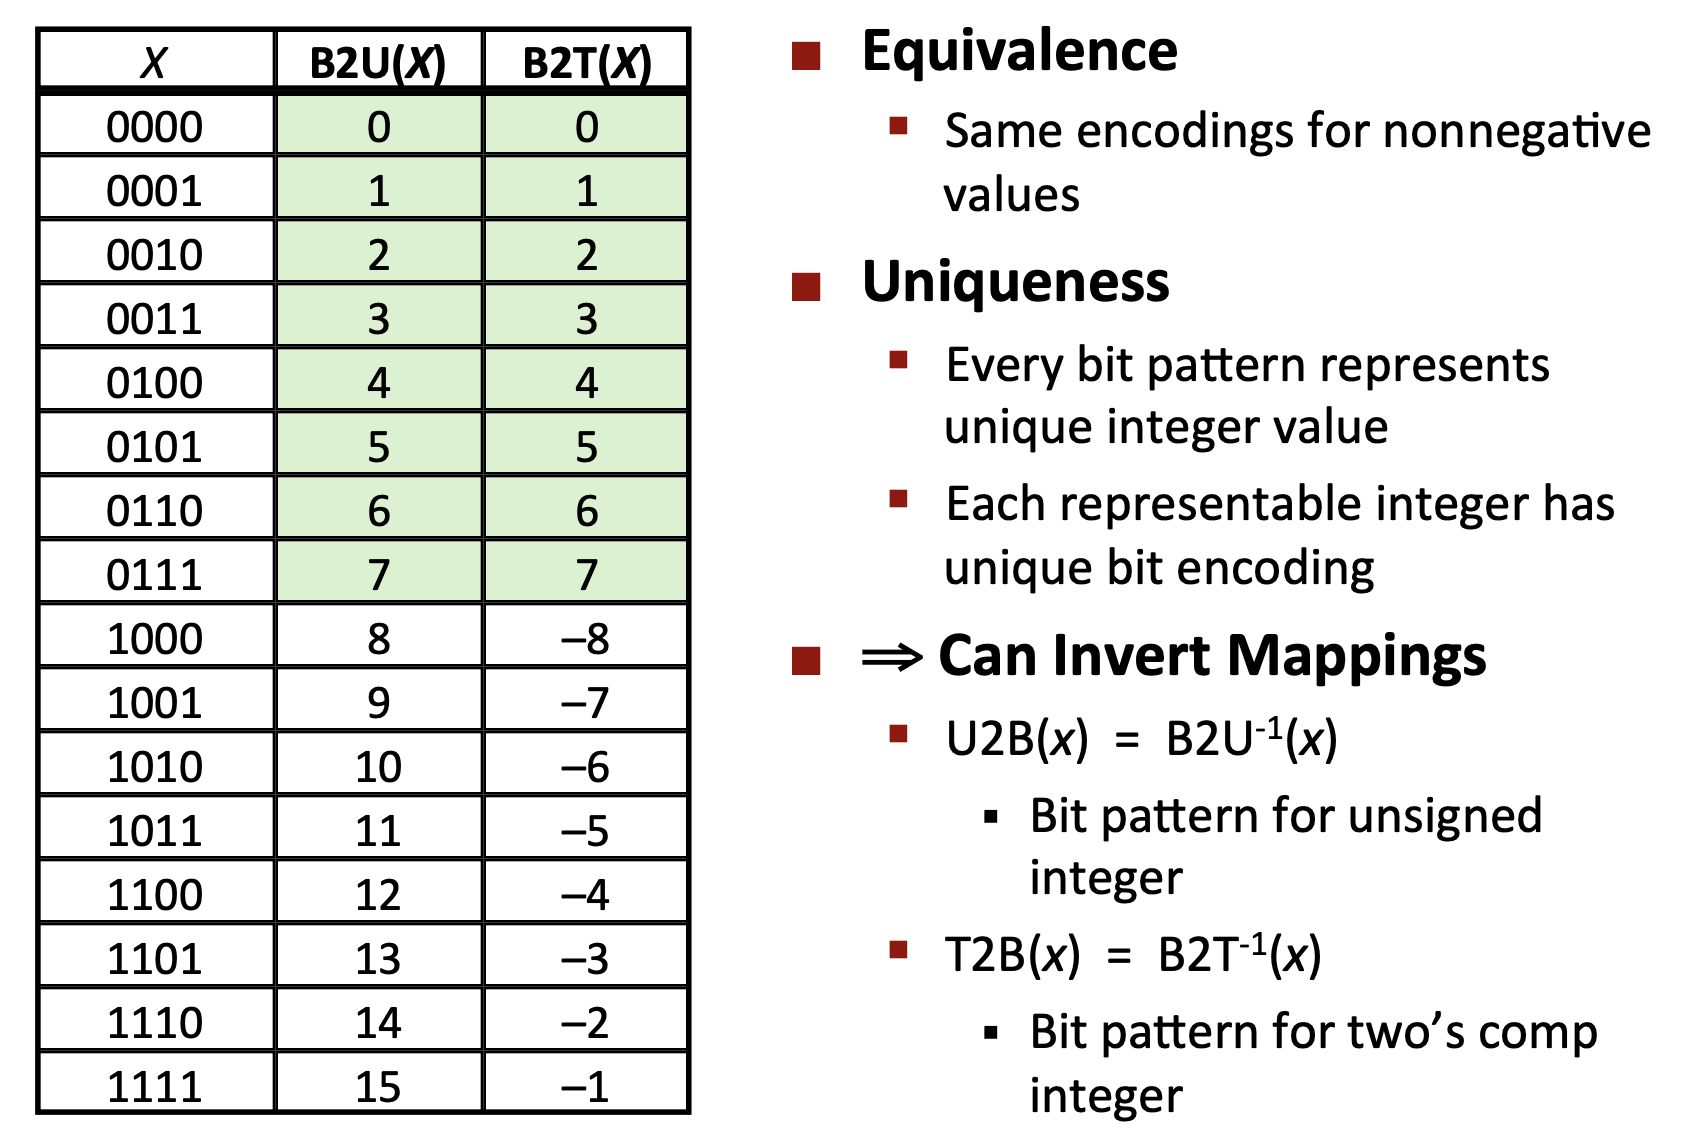 X B2U(X) B2T(X)
0000 0 0
0001 1 1
0010 2 2
0011 3 3
0100 4 4
0101 5 5
0110 6 6
0111 7 7
1000 8 –8
1001 9 –7
1010 10 –6
1011 11 –5
1100 12 –4
1101 13 –3
1110 14 –2
1111 15 –1
Equivalence
Same encodings for nonnegative
values
Uniqueness
Every bit pattern represents
unique integer value
Each representable integer has
unique bit encoding
⇒ Can Invert Mappings
U2B(x) = B2U⁻¹(x)
Bit pattern for unsigned
integer
T2B(x) = B2T⁻¹(x)
Bit pattern for two’s comp
integer